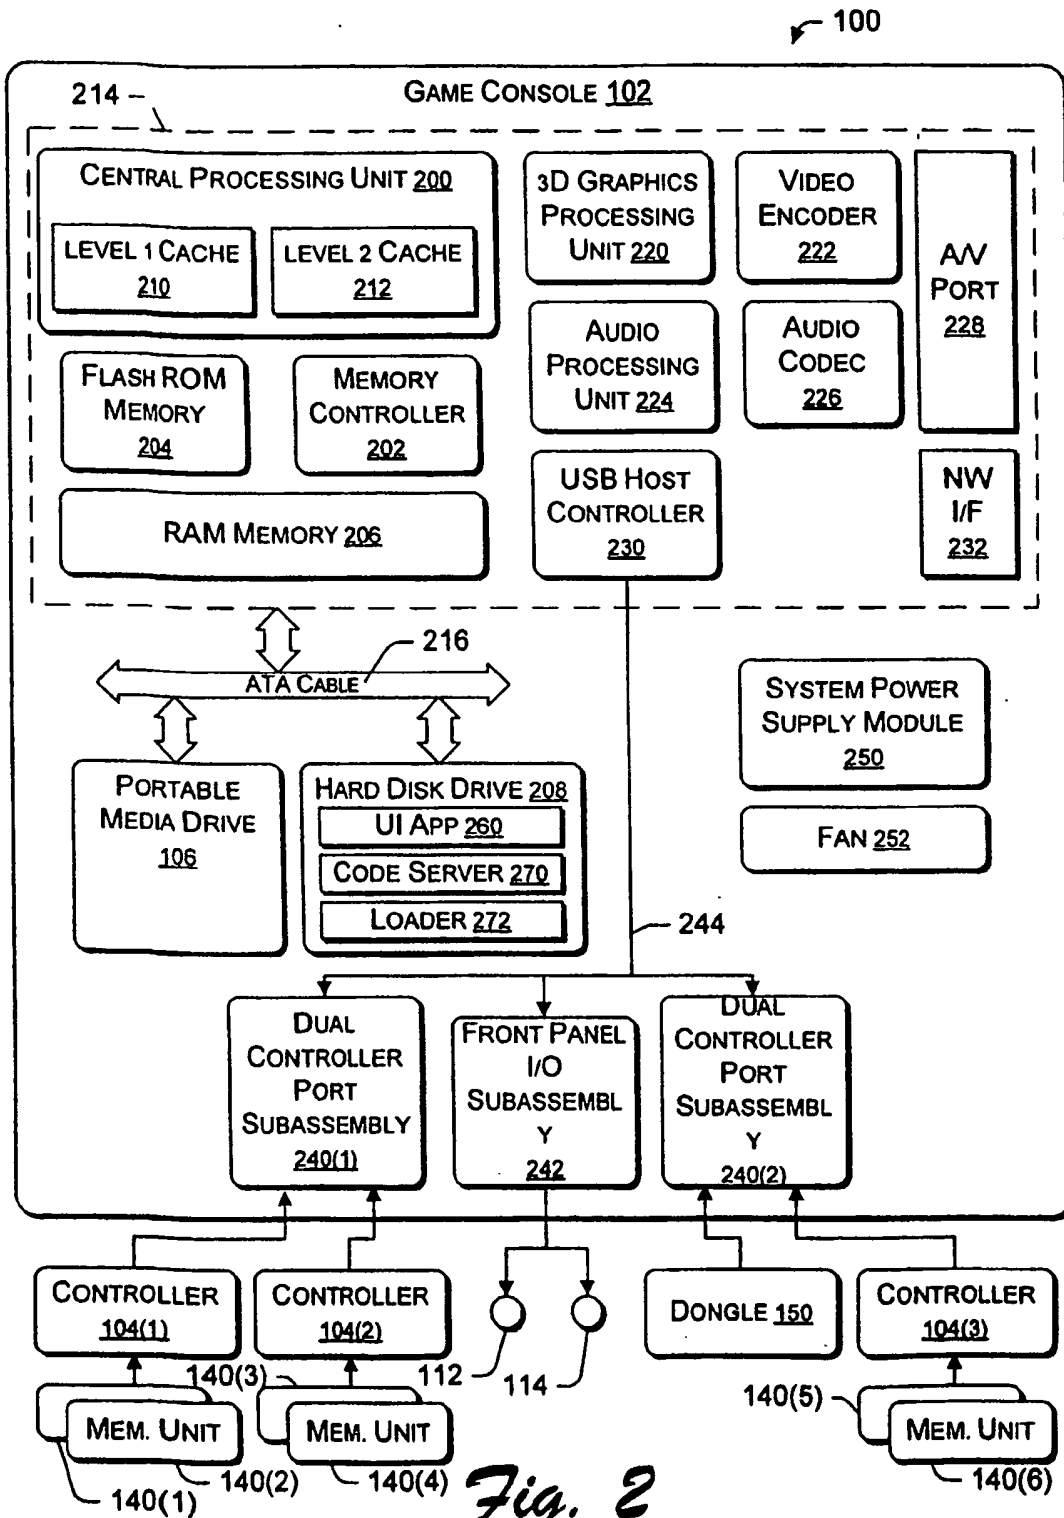 100
GAME CONSOLE 102
214
CENTRAL PROCESSING UNIT 200
LEVEL 1 CACHE
210
LEVEL 2 CACHE
212
3D GRAPHICS
PROCESSING
UNIT 220
VIDEO
ENCODER
222
A/V
PORT
228
FLASH ROM
MEMORY
204
MEMORY
CONTROLLER
202
AUDIO
PROCESSING
UNIT 224
AUDIO
CODEC
226
RAM MEMORY 206
USB HOST
CONTROLLER
230
NW
I/F
232
216
ATA CABLE
SYSTEM POWER
SUPPLY MODULE
250
PORTABLE
MEDIA DRIVE
106
HARD DISK DRIVE 208
UI APP 260
CODE SERVER 270
LOADER 272
FAN 252
244
DUAL
CONTROLLER
PORT
SUBASSEMBLY
240(1)
FRONT PANEL
I/O
SUBASSEMBL
Y
242
DUAL
CONTROLLER
PORT
SUBASSEMBL
Y
240(2)
CONTROLLER
104(1)
CONTROLLER
104(2)
112
114
DONGLE 150
CONTROLLER
104(3)
MEM. UNIT
140(1)
140(2)
140(3)
MEM. UNIT
140(4)
140(5)
MEM. UNIT
140(6)
Fig. 2